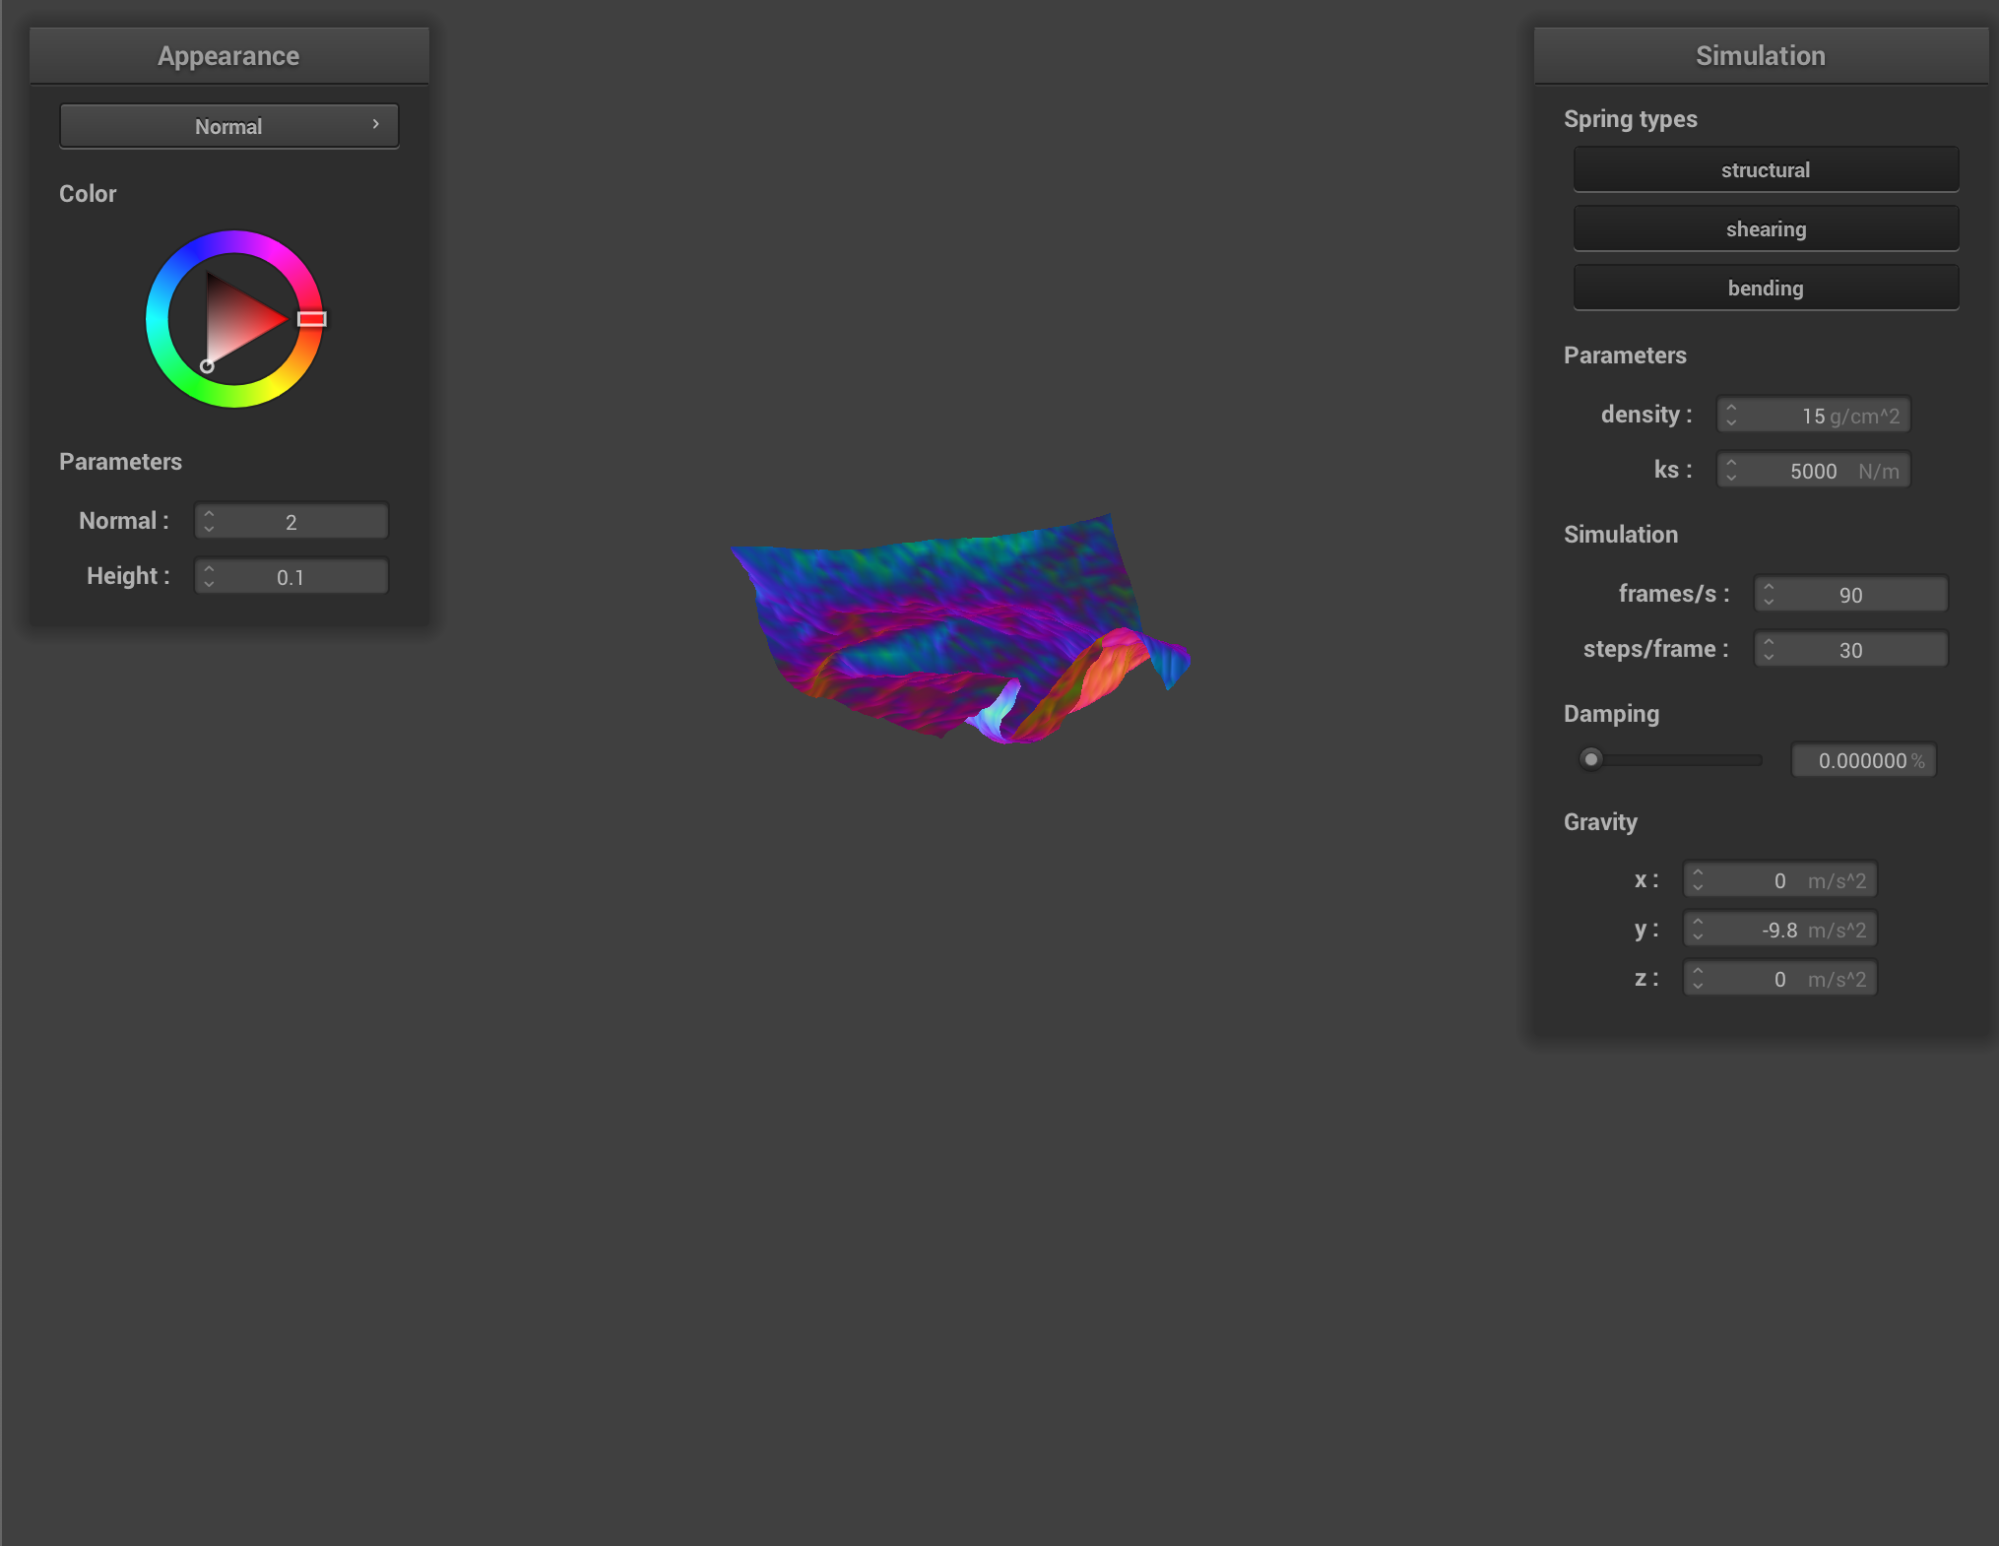 Appearance
Normal
Color
Parameters
Normal : 2
Height : 0.1
Simulation
Spring types
structural
shearing
bending
Parameters
density : 15 g/cm^2
ks : 5000 N/m
Simulation
frames/s : 90
steps/frame : 30
Damping
0.000000 %
Gravity
x : 0 m/s^2
y : -9.8 m/s^2
z : 0 m/s^2